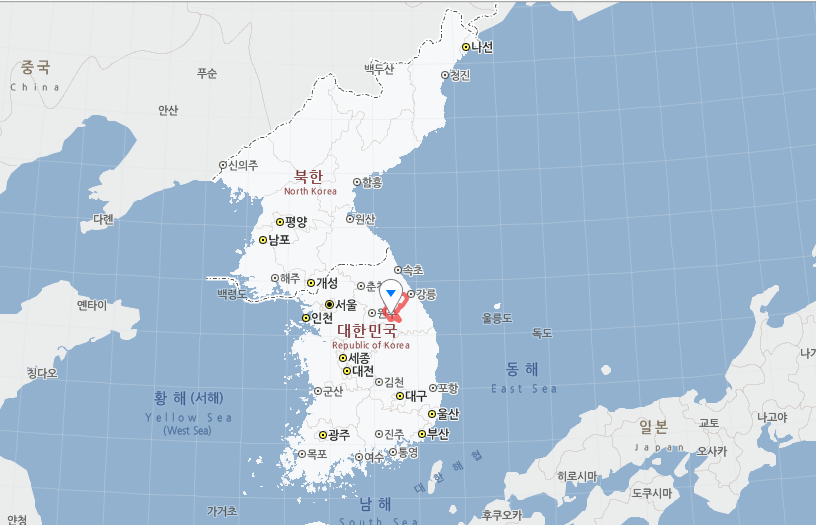 나선
중국
백두산
푸순
청진
China
안산
신의주
북한
함흥
North Korea
다롄
평양
원산
남포
속초
해주
개성
백령도
강릉
옌타이
서울
인천
울릉도
대한민국
독도
Republic of Korea
세종
대전
동해
칭다오
김천
포항
East Sea
군산
대구
황해 (서해)
Yellow Sea
울산
나고야
(West Sea)
광주
진주
부산
일본
교토
Japan
오사카
목포
여수
통영
대한해협
히로시마
도쿠시마
남해
가거초
안청
South Sea
후쿠오카